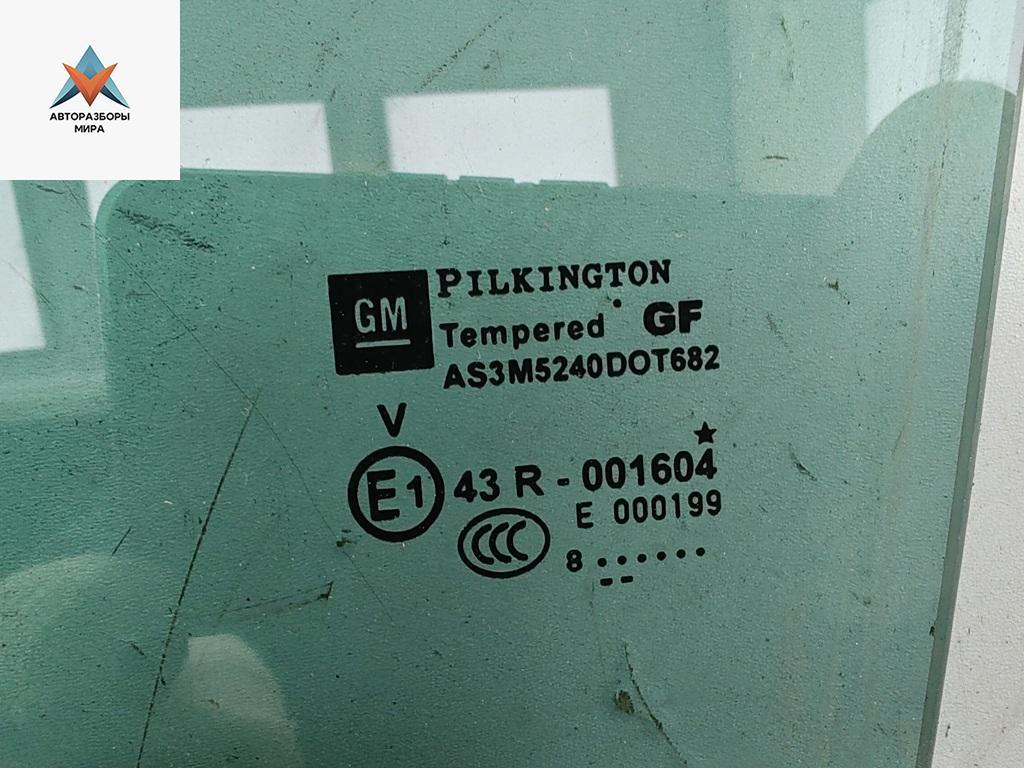 АВТОРАЗБОРЫ
МИРА
GM
PILKINGTON
Tempered GF
AS3M5240DOT682
V
E1 43 R - 001604
E 000199
CCC
8 . . . . . .